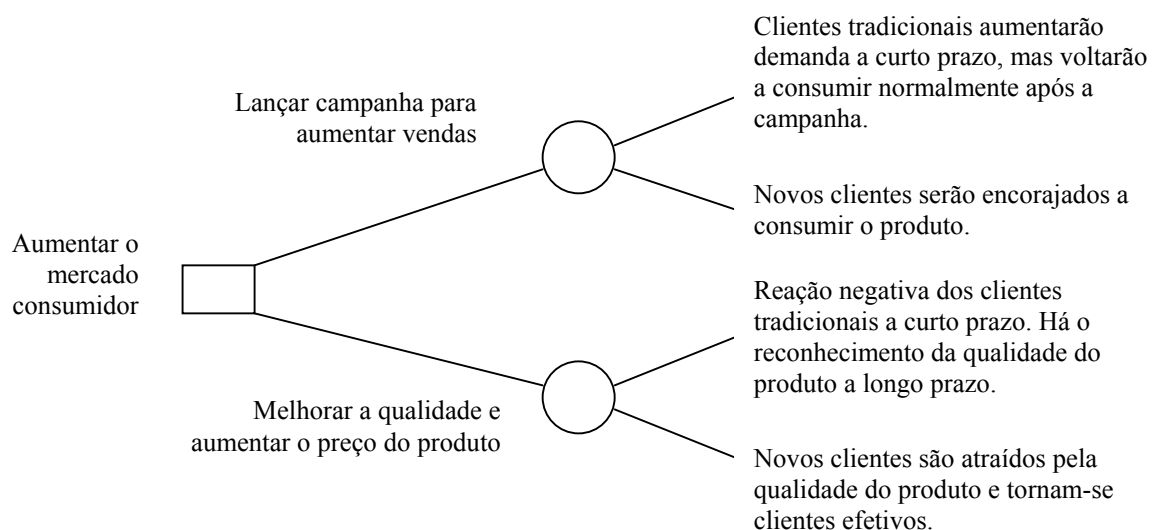 Clientes tradicionais aumentarão
demanda a curto prazo, mas voltarão
a consumir normalmente após a
campanha.
Lançar campanha para
aumentar vendas
Novos clientes serão encorajados a
consumir o produto.
Aumentar o
mercado
consumidor
Reação negativa dos clientes
tradicionais a curto prazo. Há o
reconhecimento da qualidade do
produto a longo prazo.
Melhorar a qualidade e
aumentar o preço do produto
Novos clientes são atraídos pela
qualidade do produto e tornam-se
clientes efetivos.